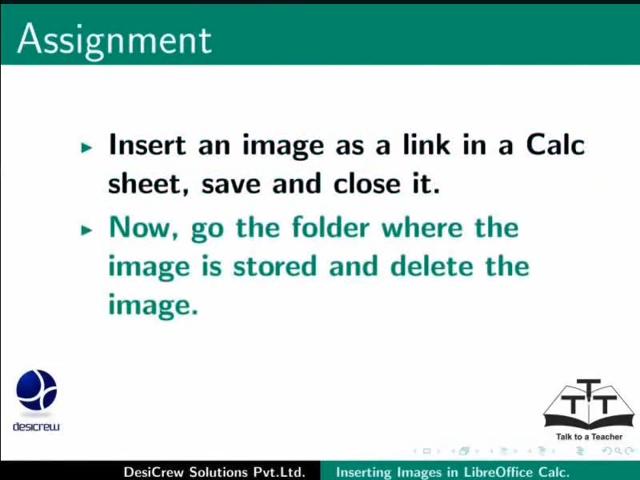 Assignment
Insert an image as a link in a Calc
sheet, save and close it.
Now, go the folder where the
image is stored and delete the
image.
desicrew
T T T
Talk to a Teacher
DesiCrew Solutions Pvt.Ltd. Inserting Images in LibreOffice Calc.